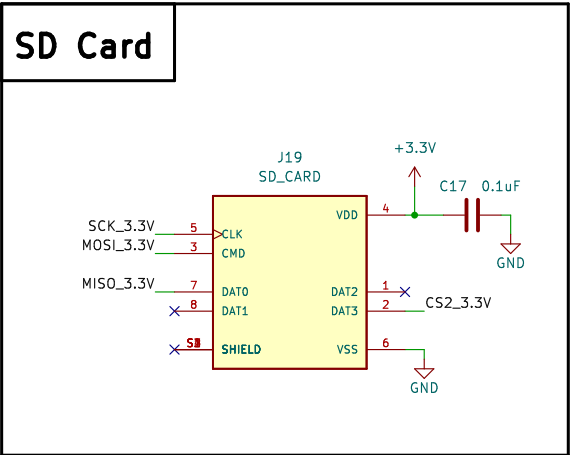 SD Card
J19
SD_CARD
+3.3V
C17 0.1uF
GND
SCK_3.3V 5 CLK
MOSI_3.3V 3 CMD
MISO_3.3V 7 DAT0
8 DAT1
SHIELD
VDD 4
DAT2 1
DAT3 2 CS2_3.3V
VSS 6
GND